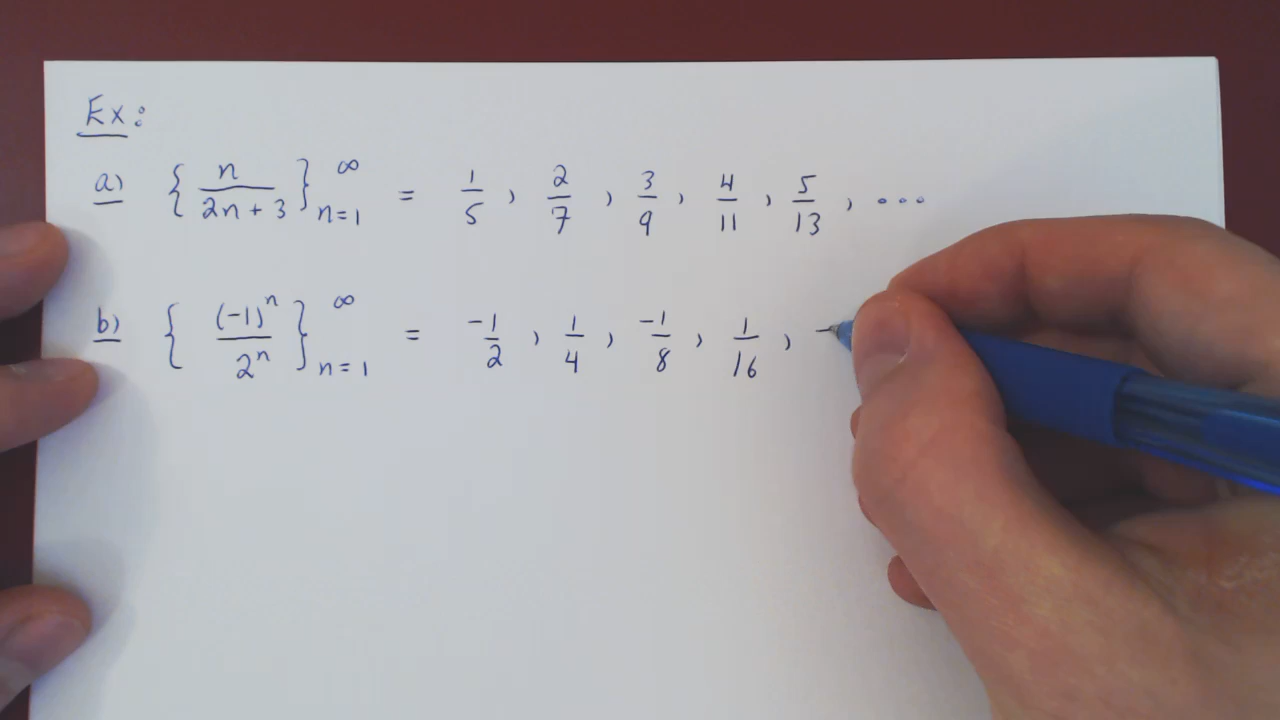 Ex:
a) { n/(2n+3) }_{n=1}^{∞} = 1/5, 2/7, 3/9, 4/11, 5/13, ...
b) { (-1)^n/2^n }_{n=1}^{∞} = -1/2, 1/4, -1/8, 1/16, -